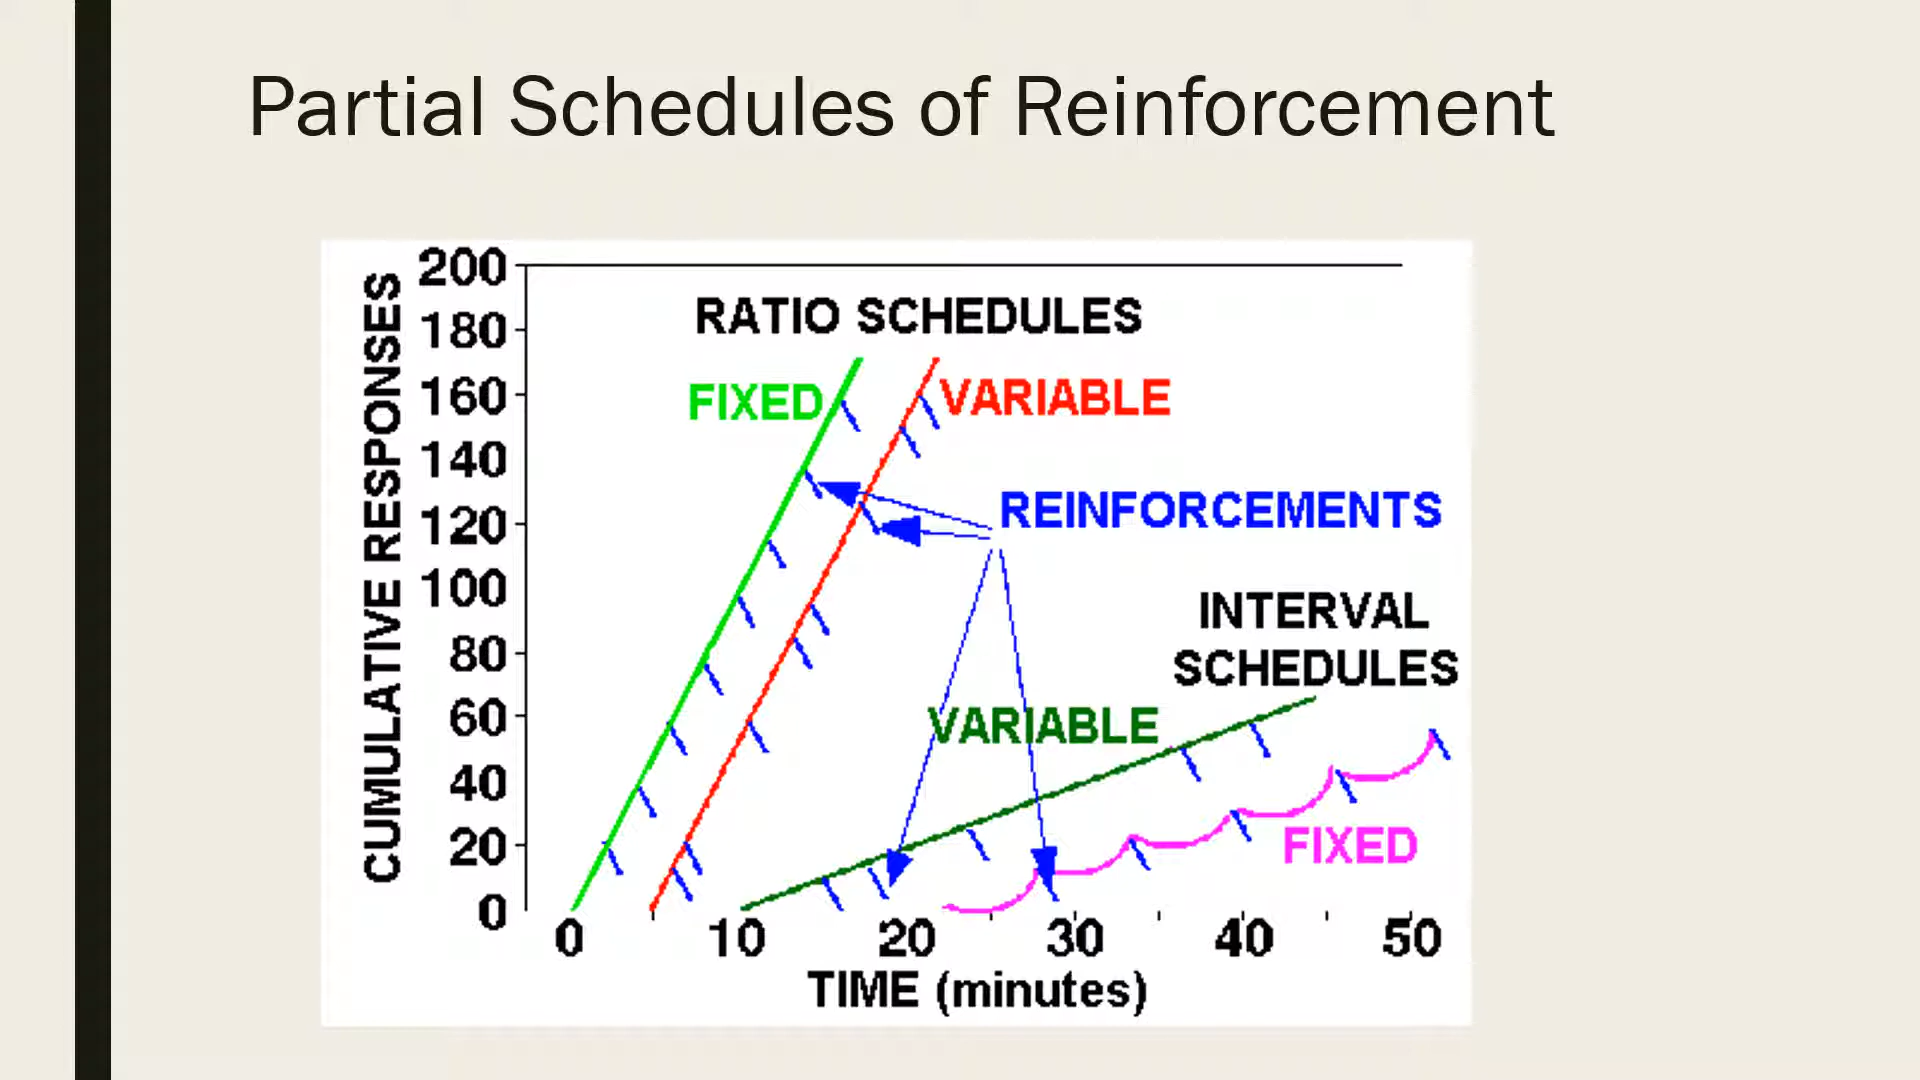 Partial Schedules of Reinforcement
CUMULATIVE RESPONSES
200
180
160
140
120
100
80
60
40
20
0
RATIO SCHEDULES
FIXED
VARIABLE
REINFORCEMENTS
INTERVAL
SCHEDULES
VARIABLE
FIXED
0 10 20 30 40 50
TIME (minutes)